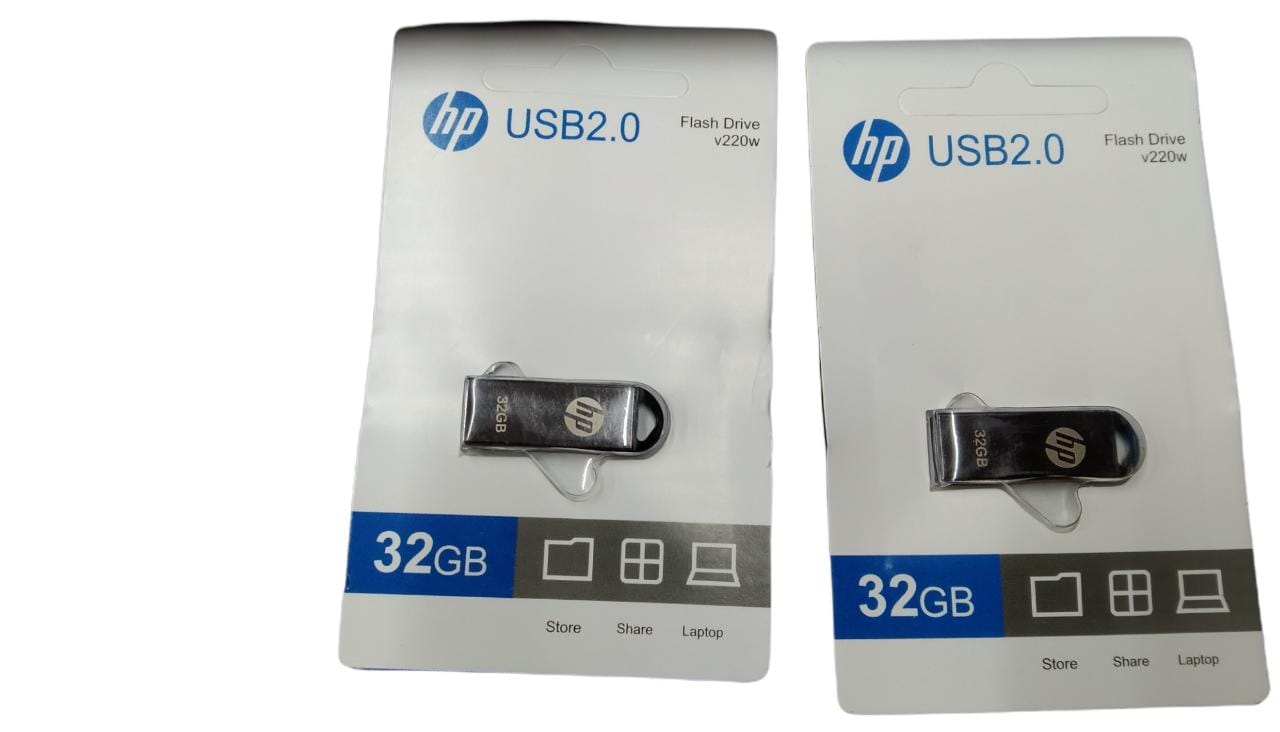 hp USB2.0 Flash Drive
v220w
32GB hp
32GB
Store Share Laptop
hp USB2.0 Flash Drive
v220w
32GB hp
32GB
Store Share Laptop